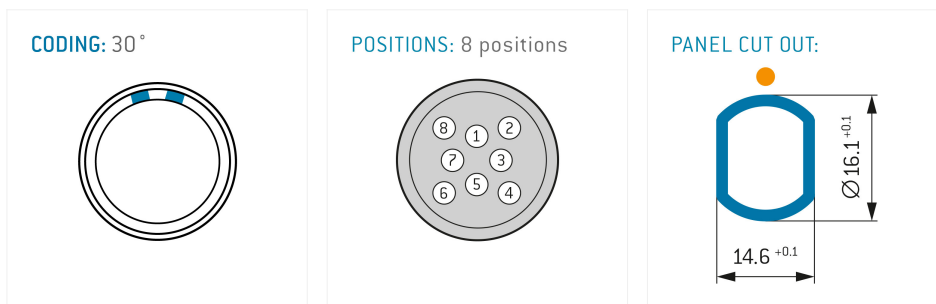 CODING: 30°
POSITIONS: 8 positions
PANEL CUT OUT:
8
1
2
7
3
6
5
4
Ø16.1 +0.1
14.6 +0.1